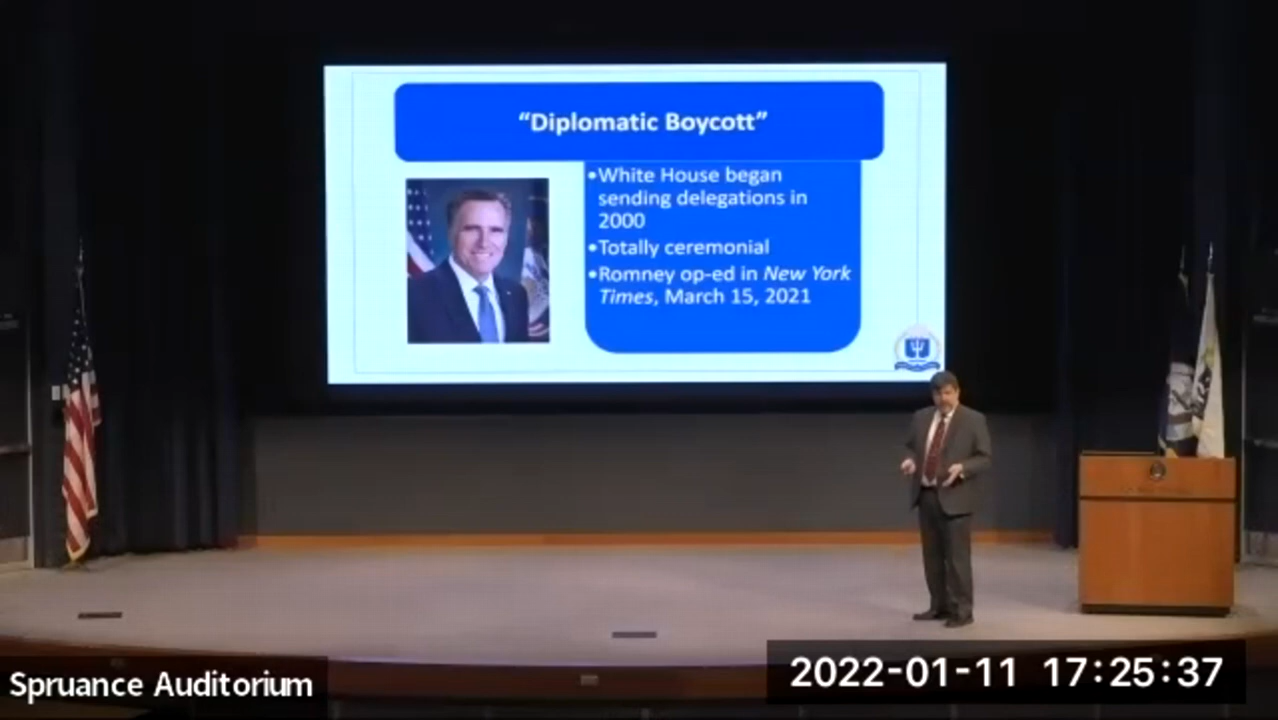 “Diplomatic Boycott”
•White House began
sending delegations in
2000
•Totally ceremonial
•Romney op-ed in New York
Times, March 15, 2021
Spruance Auditorium
2022-01-11 17:25:37